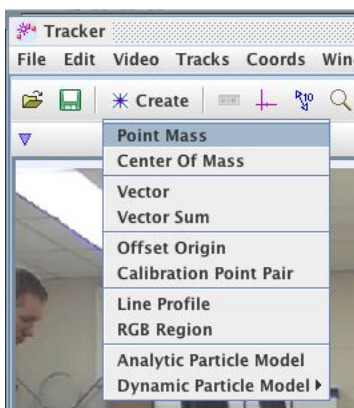 Tracker
File Edit Video Tracks Coords
Create
Point Mass
Center Of Mass
Vector
Vector Sum
Offset Origin
Calibration Point Pair
Line Profile
RGB Region
Analytic Particle Model
Dynamic Particle Model